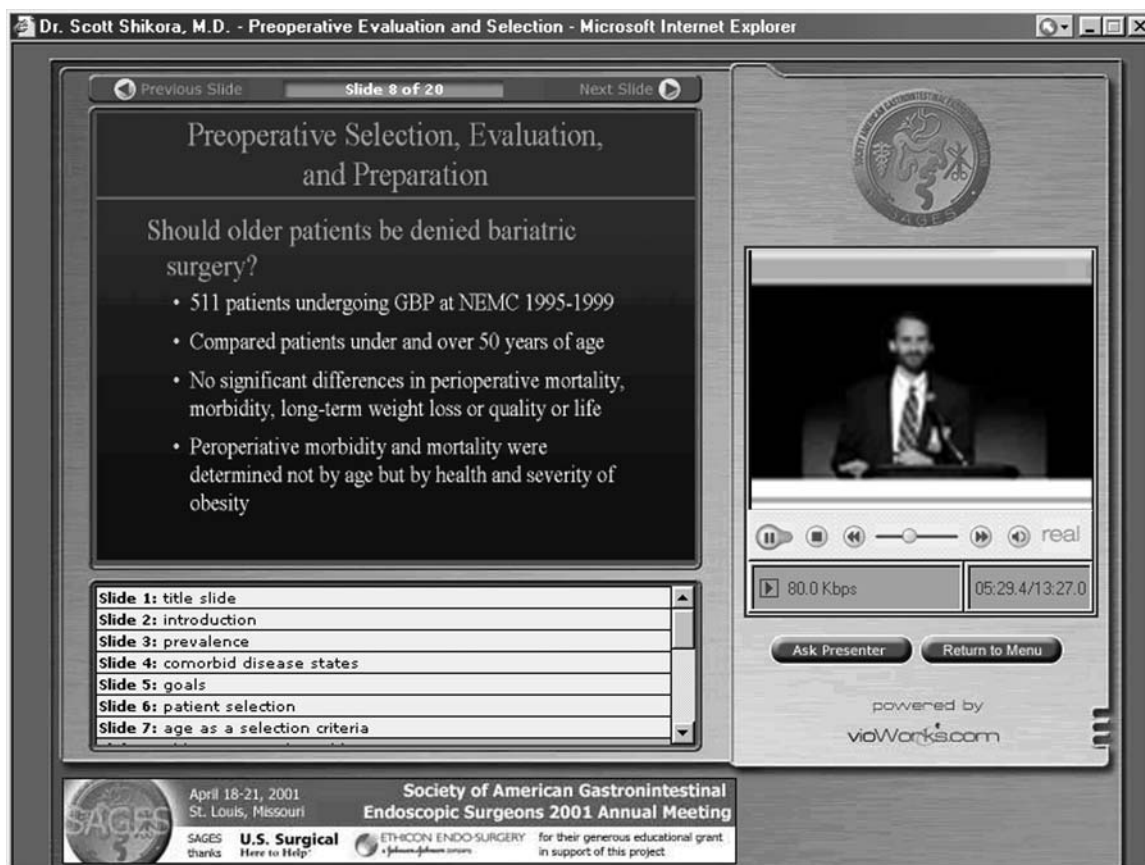 Dr. Scott Shikora, M.D. - Preoperative Evaluation and Selection - Microsoft Internet Explorer
Previous Slide
Slide 8 of 20
Next Slide
Preoperative Selection, Evaluation,
and Preparation
Should older patients be denied bariatric
surgery?
• 511 patients undergoing GBP at NEMC 1995-1999
• Compared patients under and over 50 years of age
• No significant differences in perioperative mortality,
morbidity, long-term weight loss or quality or life
• Peroperiative morbidity and mortality were
determined not by age but by health and severity of
obesity
Slide 1: title slide
Slide 2: introduction
Slide 3: prevalence
Slide 4: comorbid disease states
Slide 5: goals
Slide 6: patient selection
Slide 7: age as a selection criteria
SAGES
real
80.0 Kbps
05:29.4/13:27.0
Ask Presenter
Return to Menu
powered by
vioWorks.com
SAGES
April 18-21, 2001
St. Louis, Missouri
Society of American Gastronintestinal
Endoscopic Surgeons 2001 Annual Meeting
SAGES
thanks
U.S. Surgical
Here to Help
ETHICON ENDO-SURGERY
a Johnson & Johnson company
for their generous educational grant
in support of this project